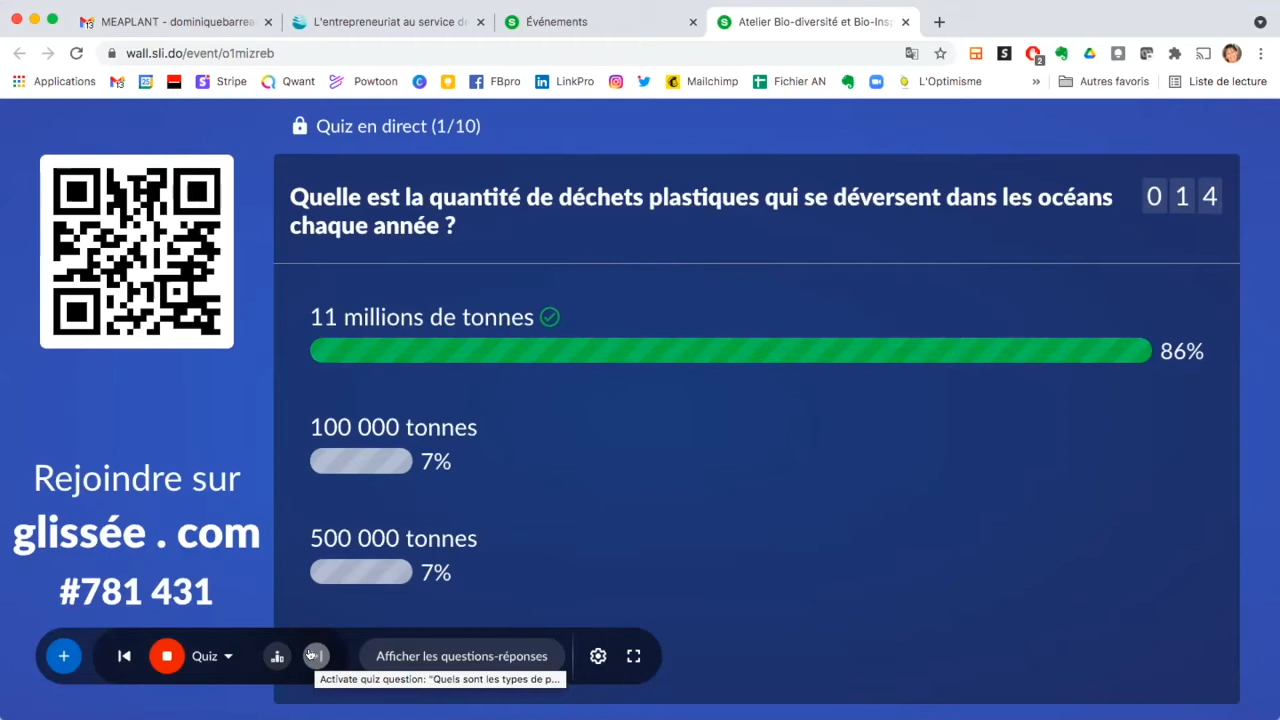 MEAPLANT - dominiquebarrea
L'entrepreneuriat au service de
Événements
Atelier Bio-diversité et Bio-Insp
wall.sli.do/event/o1mizreb
Applications
Stripe
Qwant
Powtoon
FBpro
LinkPro
Mailchimp
Fichier AN
L'Optimisme
»
Autres favoris
Liste de lecture
Quiz en direct (1/10)
Quelle est la quantité de déchets plastiques qui se déversent dans les océans
chaque année ?
014
11 millions de tonnes
86%
100 000 tonnes
7%
500 000 tonnes
7%
Rejoindre sur
glissée . com
#781 431
Quiz
Afficher les questions-réponses
Activate quiz question: "Quels sont les types de p...